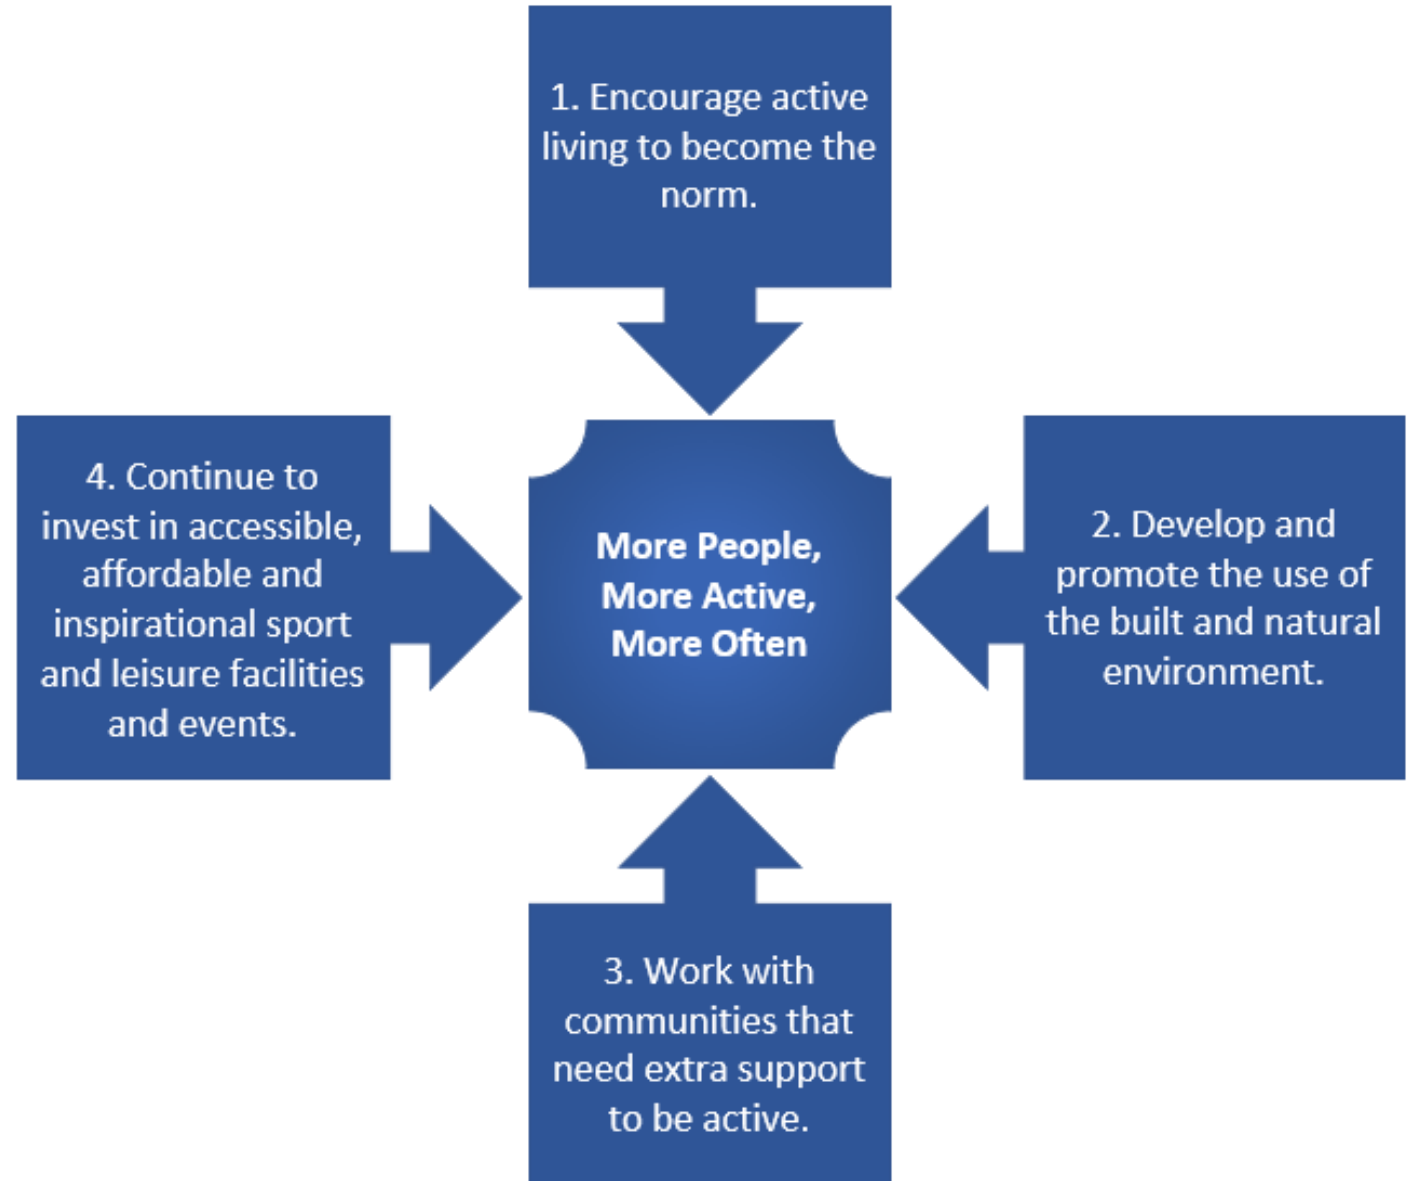 1. Encourage active
living to become the
norm.
4. Continue to
invest in accessible,
affordable and
inspirational sport
and leisure facilities
and events.
More People,
More Active,
More Often
2. Develop and
promote the use of
the built and natural
environment.
3. Work with
communities that
need extra support
to be active.